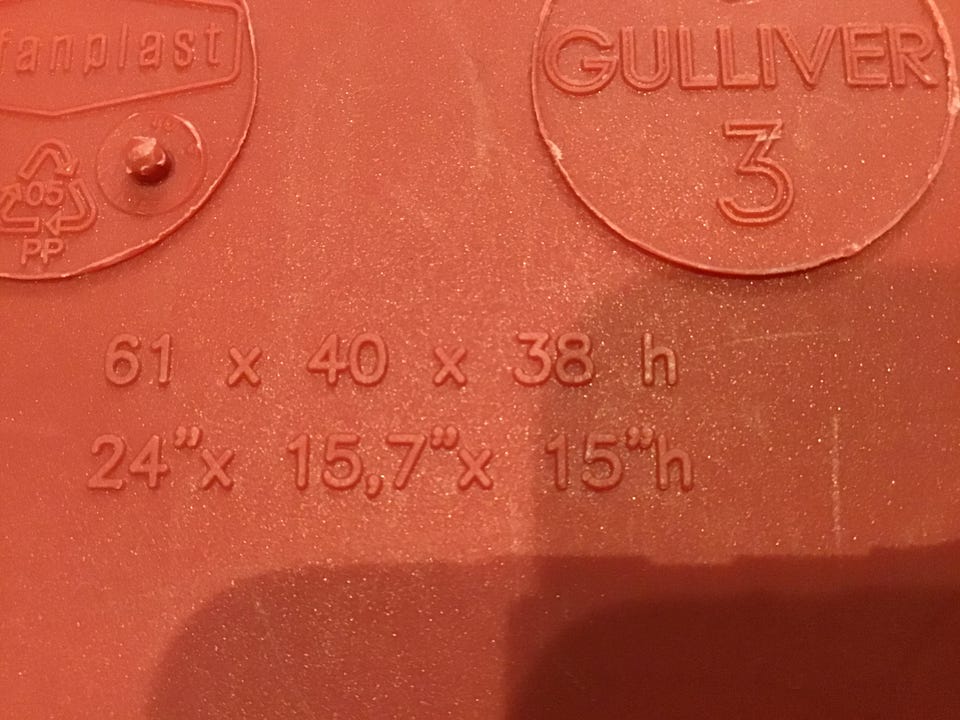 fanplast
05
PP
GULLIVER
3
61 x 40 x 38 h
24"x 15,7"x 15"h